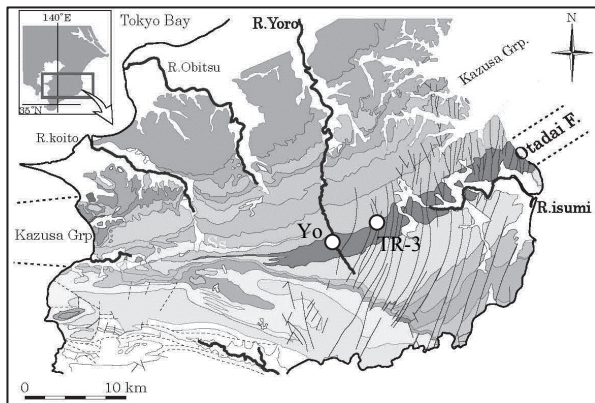 140°E
35°N
Tokyo Bay
R.Yoro
R.Obitsu
R.koito
N
Kazusa Grp.
Otadai F.
R.isumi
Kazusa Grp
Yo
TR-3
0 10 km